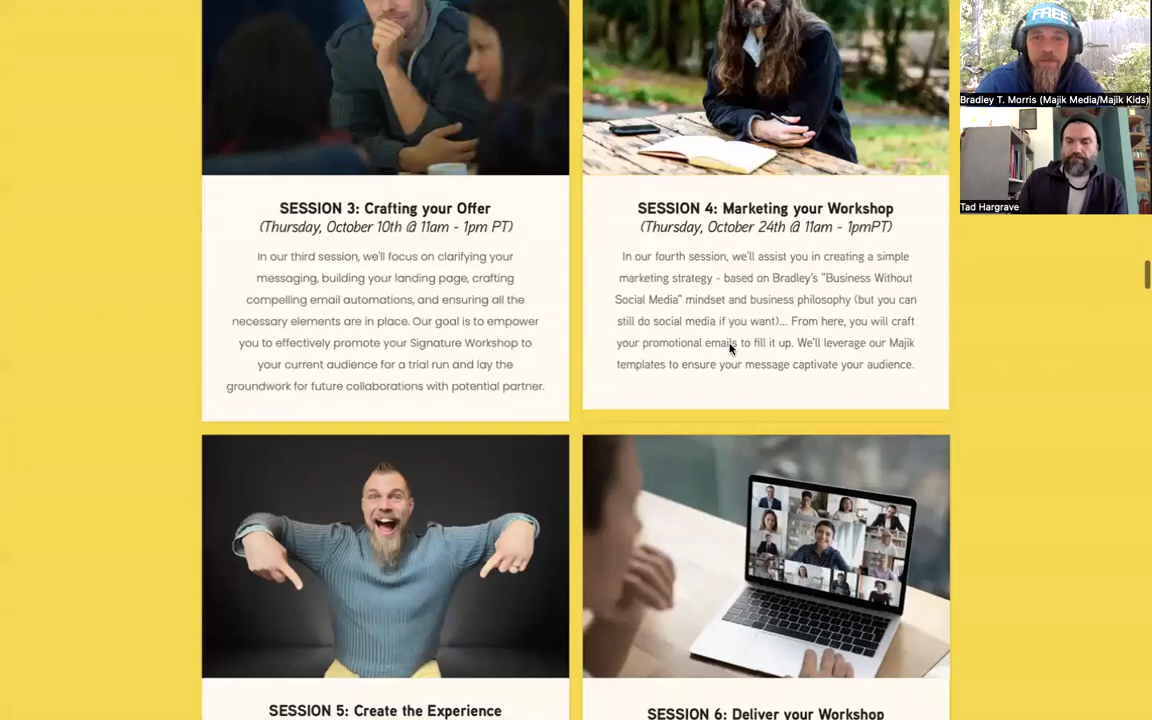 FREE
Bradley T. Morris (Majik Media/Majik Kids)
Tad Hargrave
SESSION 3: Crafting your Offer
(Thursday, October 10th @ 11am - 1pm PT)
In our third session, we'll focus on clarifying your
messaging, building your landing page, crafting
compelling email automations, and ensuring all the
necessary elements are in place. Our goal is to empower
you to effectively promote your Signature Workshop to
your current audience for a trial run and lay the
groundwork for future collaborations with potential partner.
SESSION 4: Marketing your Workshop
(Thursday, October 24th @ 11am - 1pmPT)
In our fourth session, we'll assist you in creating a simple
marketing strategy - based on Bradley's "Business Without
Social Media" mindset and business philosophy (but you can
still do social media if you want)... From here, you will craft
your promotional emails to fill it up. We'll leverage our Majik
templates to ensure your message captivate your audience.
SESSION 5: Create the Experience
SESSION 6: Deliver your Workshop